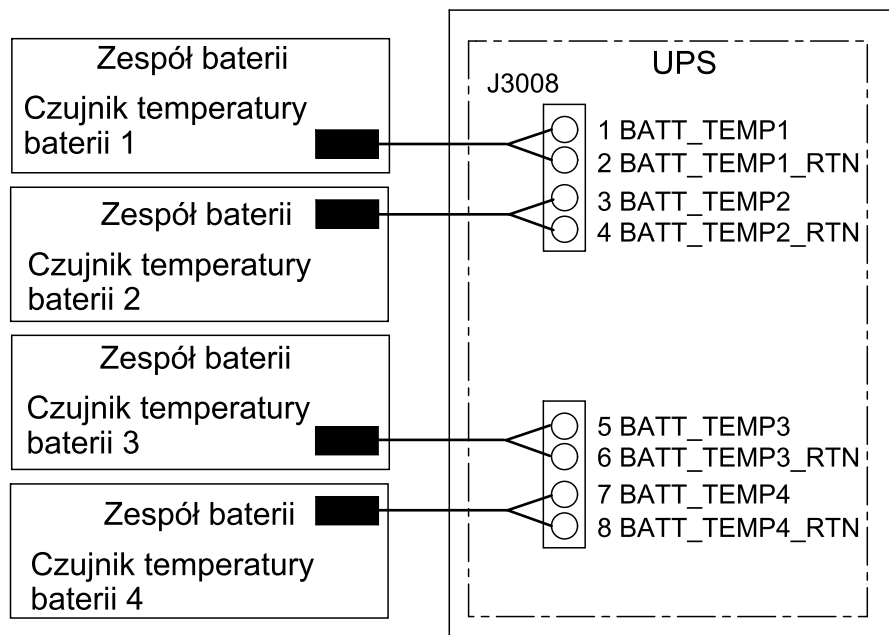 Zespół baterii
Czujnik temperatury
baterii 1
Zespół baterii
Czujnik temperatury
baterii 2
Zespół baterii
Czujnik temperatury
baterii 3
Zespół baterii
Czujnik temperatury
baterii 4
UPS
J3008
1 BATT_TEMP1
2 BATT_TEMP1_RTN
3 BATT_TEMP2
4 BATT_TEMP2_RTN
5 BATT_TEMP3
6 BATT_TEMP3_RTN
7 BATT_TEMP4
8 BATT_TEMP4_RTN